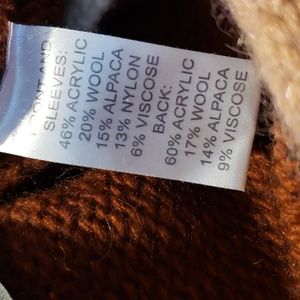 FRONT AND
SLEEVES:
46% ACRYLIC
20% WOOL
15% ALPACA
13% NYLON
6% VISCOSE
BACK:
60% ACRYLIC
17% WOOL
14% ALPACA
9% VISCOSE